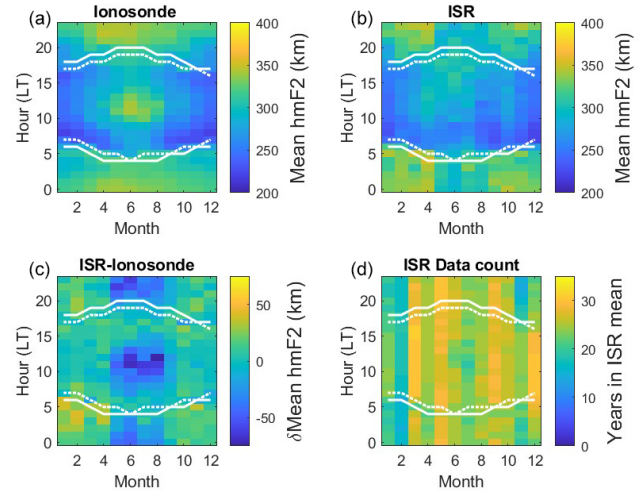 (a) Ionosonde
400
350
300
250
200
Mean hmF2 (km)
20
15
10
5
0
Hour (LT)
2 4 6 8 10 12
Month
(b) ISR
400
350
300
250
200
Mean hmF2 (km)
20
15
10
5
0
Hour (LT)
2 4 6 8 10 12
Month
(c) ISR-Ionosonde
50
0
-50
δMean hmF2 (km)
20
15
10
5
0
Hour (LT)
2 4 6 8 10 12
Month
(d) ISR Data count
30
20
10
0
Years in ISR mean
20
15
10
5
0
Hour (LT)
2 4 6 8 10 12
Month